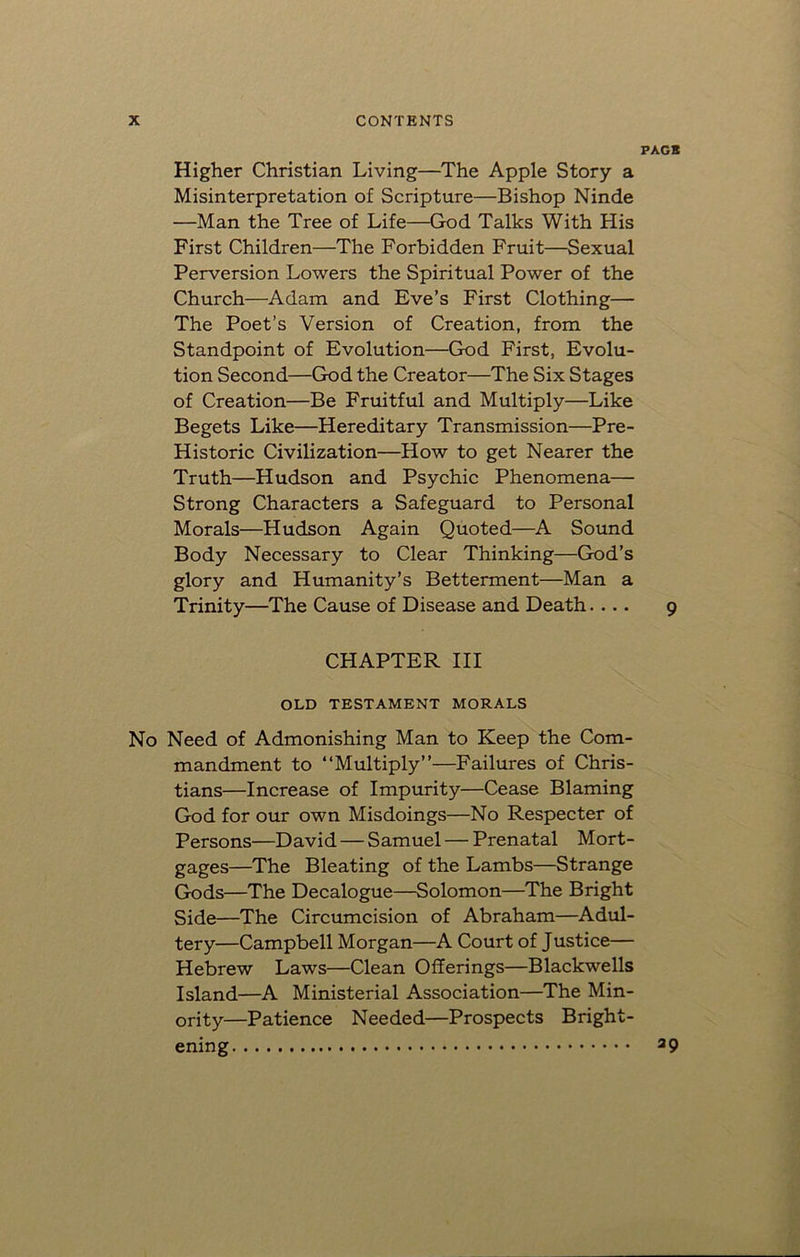 x CONTENTS
PAGE
Higher Christian Living—The Apple Story a
Misinterpretation of Scripture—Bishop Ninde
—Man the Tree of Life—God Talks With His
First Children—The Forbidden Fruit—Sexual
Perversion Lowers the Spiritual Power of the
Church—Adam and Eve's First Clothing—
The Poet's Version of Creation, from the
Standpoint of Evolution—God First, Evolu-
tion Second—God the Creator—The Six Stages
of Creation—Be Fruitful and Multiply—Like
Begets Like—Hereditary Transmission—Pre-
Historic Civilization—How to get Nearer the
Truth—Hudson and Psychic Phenomena—
Strong Characters a Safeguard to Personal
Morals—Hudson Again Quoted—A Sound
Body Necessary to Clear Thinking—God's
glory and Humanity's Betterment—Man a
Trinity—The Cause of Disease and Death.... 9
CHAPTER III
OLD TESTAMENT MORALS
No Need of Admonishing Man to Keep the Com-
mandment to "Multiply"—Failures of Chris-
tians—Increase of Impurity—Cease Blaming
God for our own Misdoings—No Respecter of
Persons—David—Samuel—Prenatal Mort-
gages—The Bleating of the Lambs—Strange
Gods—The Decalogue—Solomon—The Bright
Side—The Circumcision of Abraham—Adul-
tery—Campbell Morgan—A Court of Justice—
Hebrew Laws—Clean Offerings—Blackwells
Island—A Ministerial Association—The Min-
ority—Patience Needed—Prospects Bright-
ening........................................ 29